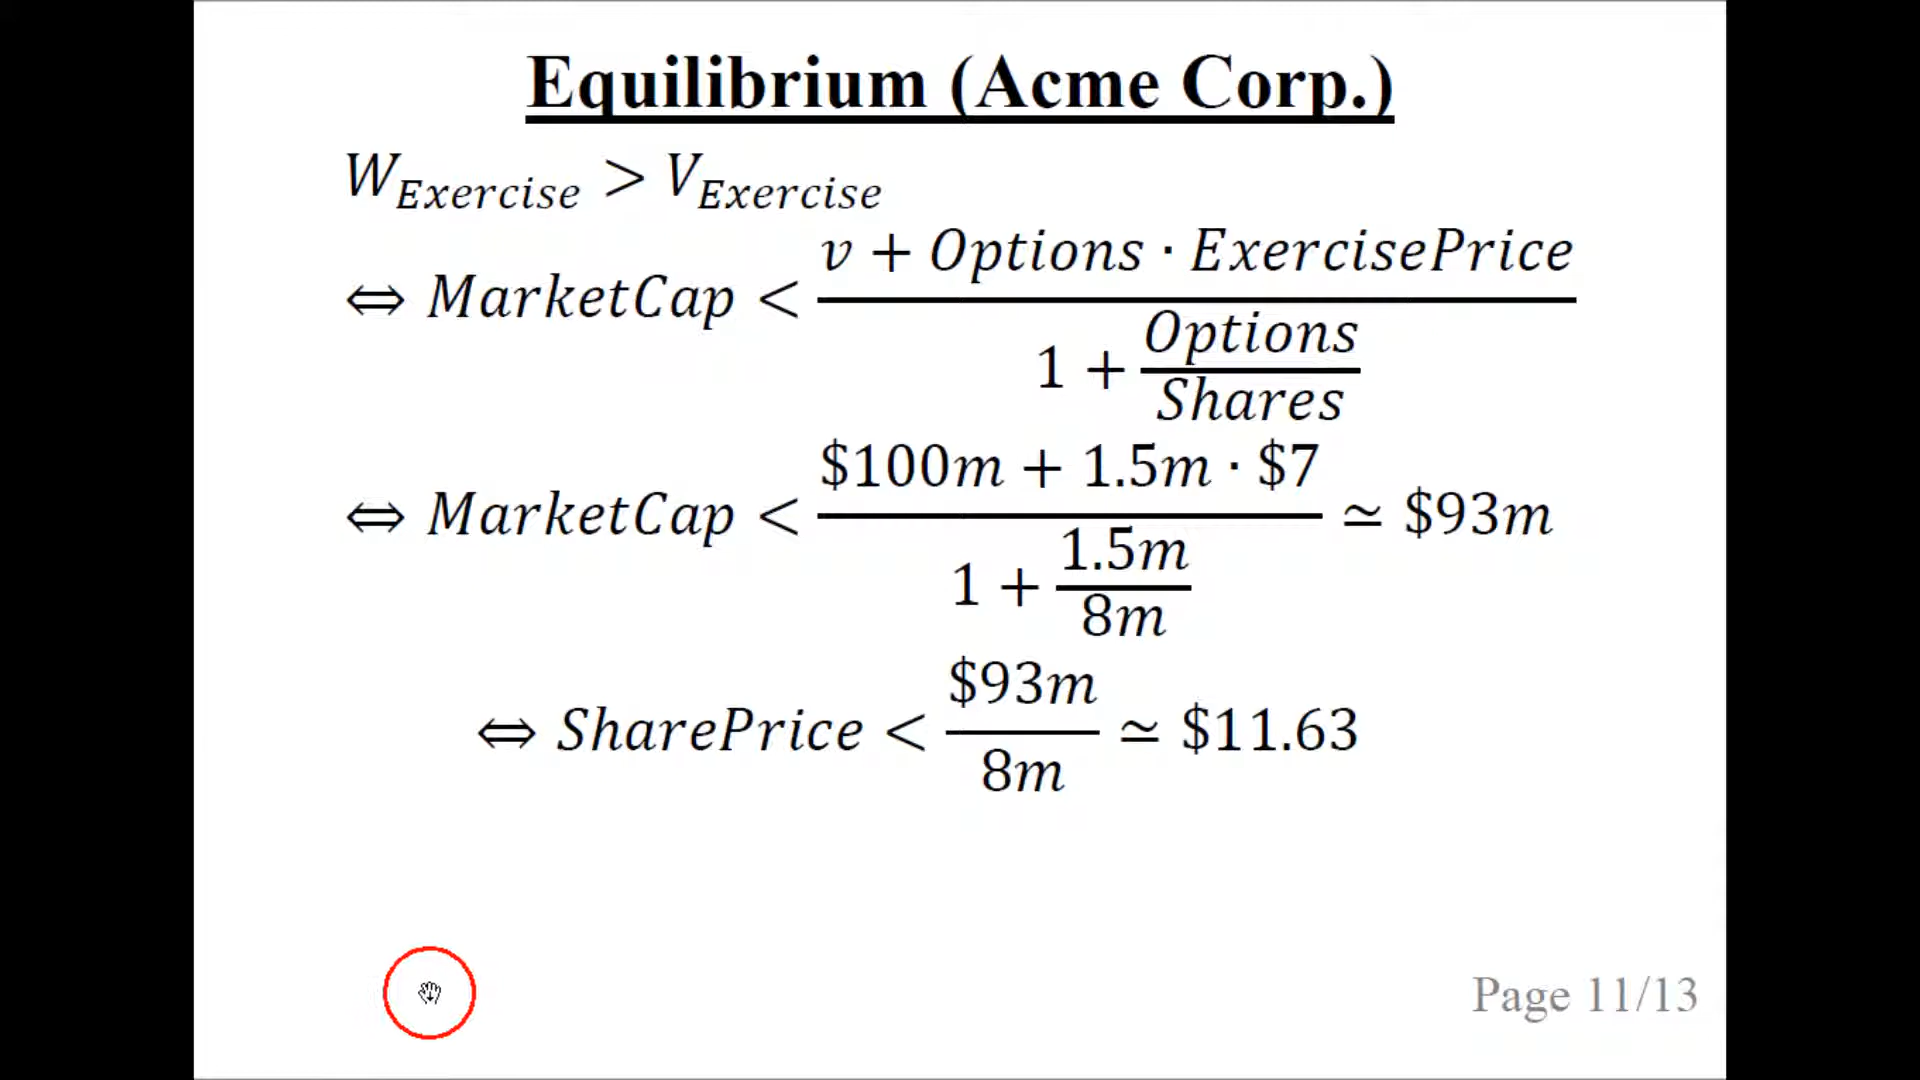 Equilibrium (Acme Corp.)
W_Exercise > V_Exercise
⇔ MarketCap < (v + Options · ExercisePrice) / (1 + Options/Shares)
⇔ MarketCap < ($100m + 1.5m · $7) / (1 + 1.5m/8m) ≃ $93m
⇔ SharePrice < $93m / 8m ≃ $11.63
Page 11/13